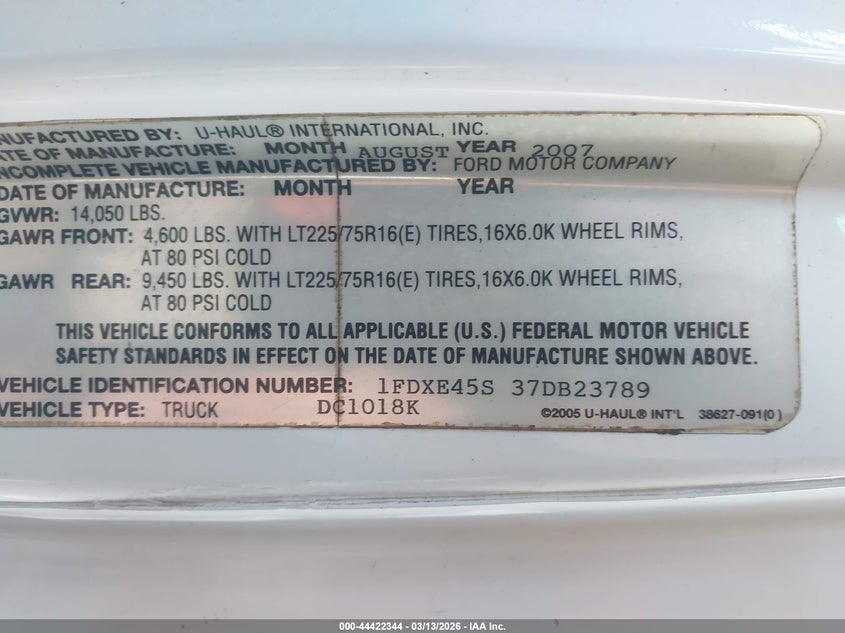 NUFACTURED BY: U-HAUL® INTERNATIONAL, INC.
ATE OF MANUFACTURE: MONTH AUGUST YEAR 2007
NCOMPLETE VEHICLE MANUFACTURED BY: FORD MOTOR COMPANY
DATE OF MANUFACTURE: MONTH YEAR
GVWR: 14,050 LBS.
GAWR FRONT: 4,600 LBS. WITH LT225/75R16(E) TIRES,16X6.0K WHEEL RIMS,
AT 80 PSI COLD
GAWR REAR: 9,450 LBS. WITH LT225/75R16(E) TIRES,16X6.0K WHEEL RIMS,
AT 80 PSI COLD
THIS VEHICLE CONFORMS TO ALL APPLICABLE (U.S.) FEDERAL MOTOR VEHICLE
SAFETY STANDARDS IN EFFECT ON THE DATE OF MANUFACTURE SHOWN ABOVE.
VEHICLE IDENTIFICATION NUMBER: 1FDXE45S 37DB23789
VEHICLE TYPE: TRUCK DC1018K ©2005 U-HAUL® INT'L 38627-091(0)
000-44422344 | 03/13/2026 - IAA Inc.